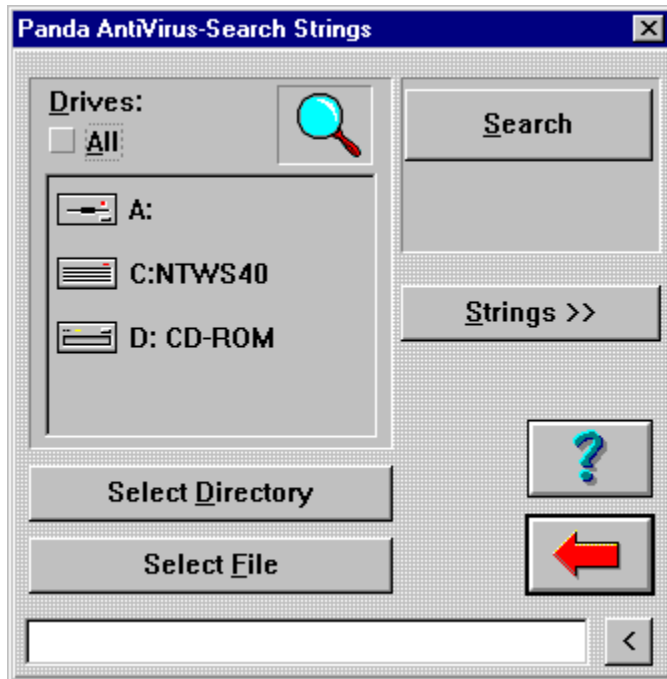 Panda AntiVirus-Search Strings
Drives:
All
A:
C:NTWS40
D: CD-ROM
Search
Strings >>
Select Directory
Select File
?
<